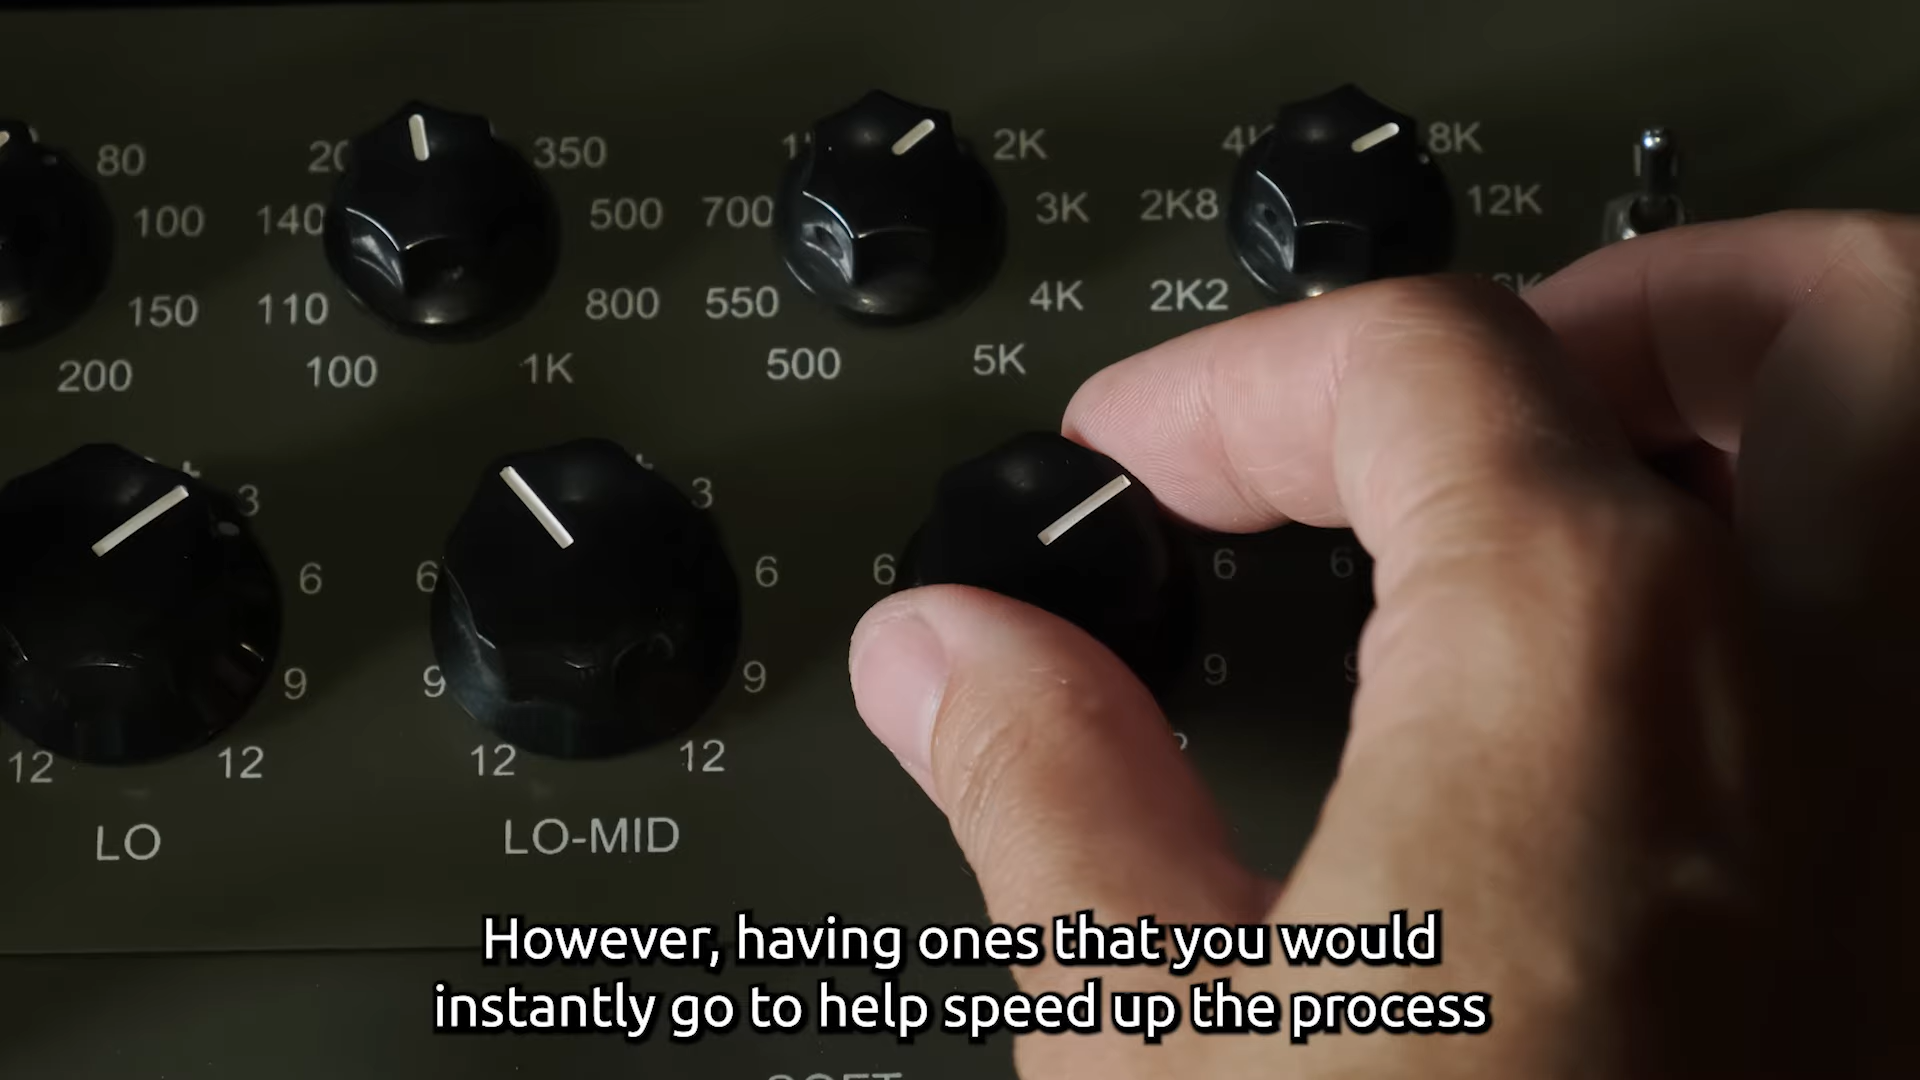 80 350 2K 8K
100 140 500 700 3K 2K8 12K
150 110 800 550 4K 2K2
200 100 1K 500 5K
3 3
6 6 6 6 6 6
9 9 9 9
12 12 12 12
LO LO-MID
However, having ones that you would
instantly go to help speed up the process